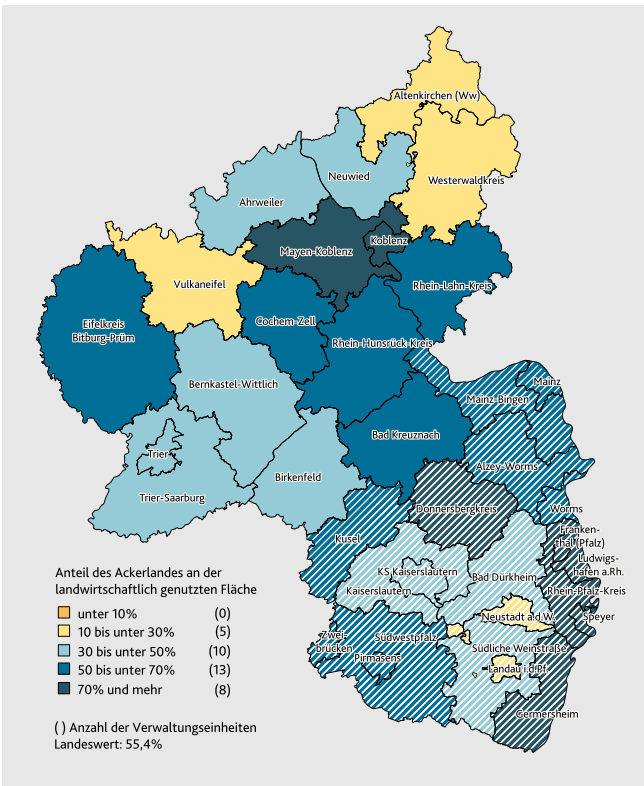 Altenkirchen (Ww)
Neuwied
Westerwaldkreis
Ahrweiler
Koblenz
Mayen-Koblenz
Vulkaneifel
Rhein-Lahn-Kreis
Cochem-Zell
Eifelkreis
Bitburg-Prüm
Rhein-Hunsrück-Kreis
Bernkastel-Wittlich
Mainz
Mainz-Bingen
Bad Kreuznach
Trier
Alzey-Worms
Birkenfeld
Trier-Saarburg
Donnersbergkreis
Worms
Kusel
Franken-
thal (Pfalz)
Ludwigs-
hafen a.Rh.
KS Kaiserslautern
Bad Dürkheim
Kaiserslautern
Rhein-Pfalz-Kreis
Neustadt a.d.W.
Speyer
Zwei-
brücken
Südwestpfalz
Pirmasens
Südliche Weinstraße
Landau i.d.Pf.
Germersheim
Anteil des Ackerlandes an der
landwirtschaftlich genutzten Fläche
unter 10% (0)
10 bis unter 30% (5)
30 bis unter 50% (10)
50 bis unter 70% (13)
70% und mehr (8)
( ) Anzahl der Verwaltungseinheiten
Landeswert: 55,4%